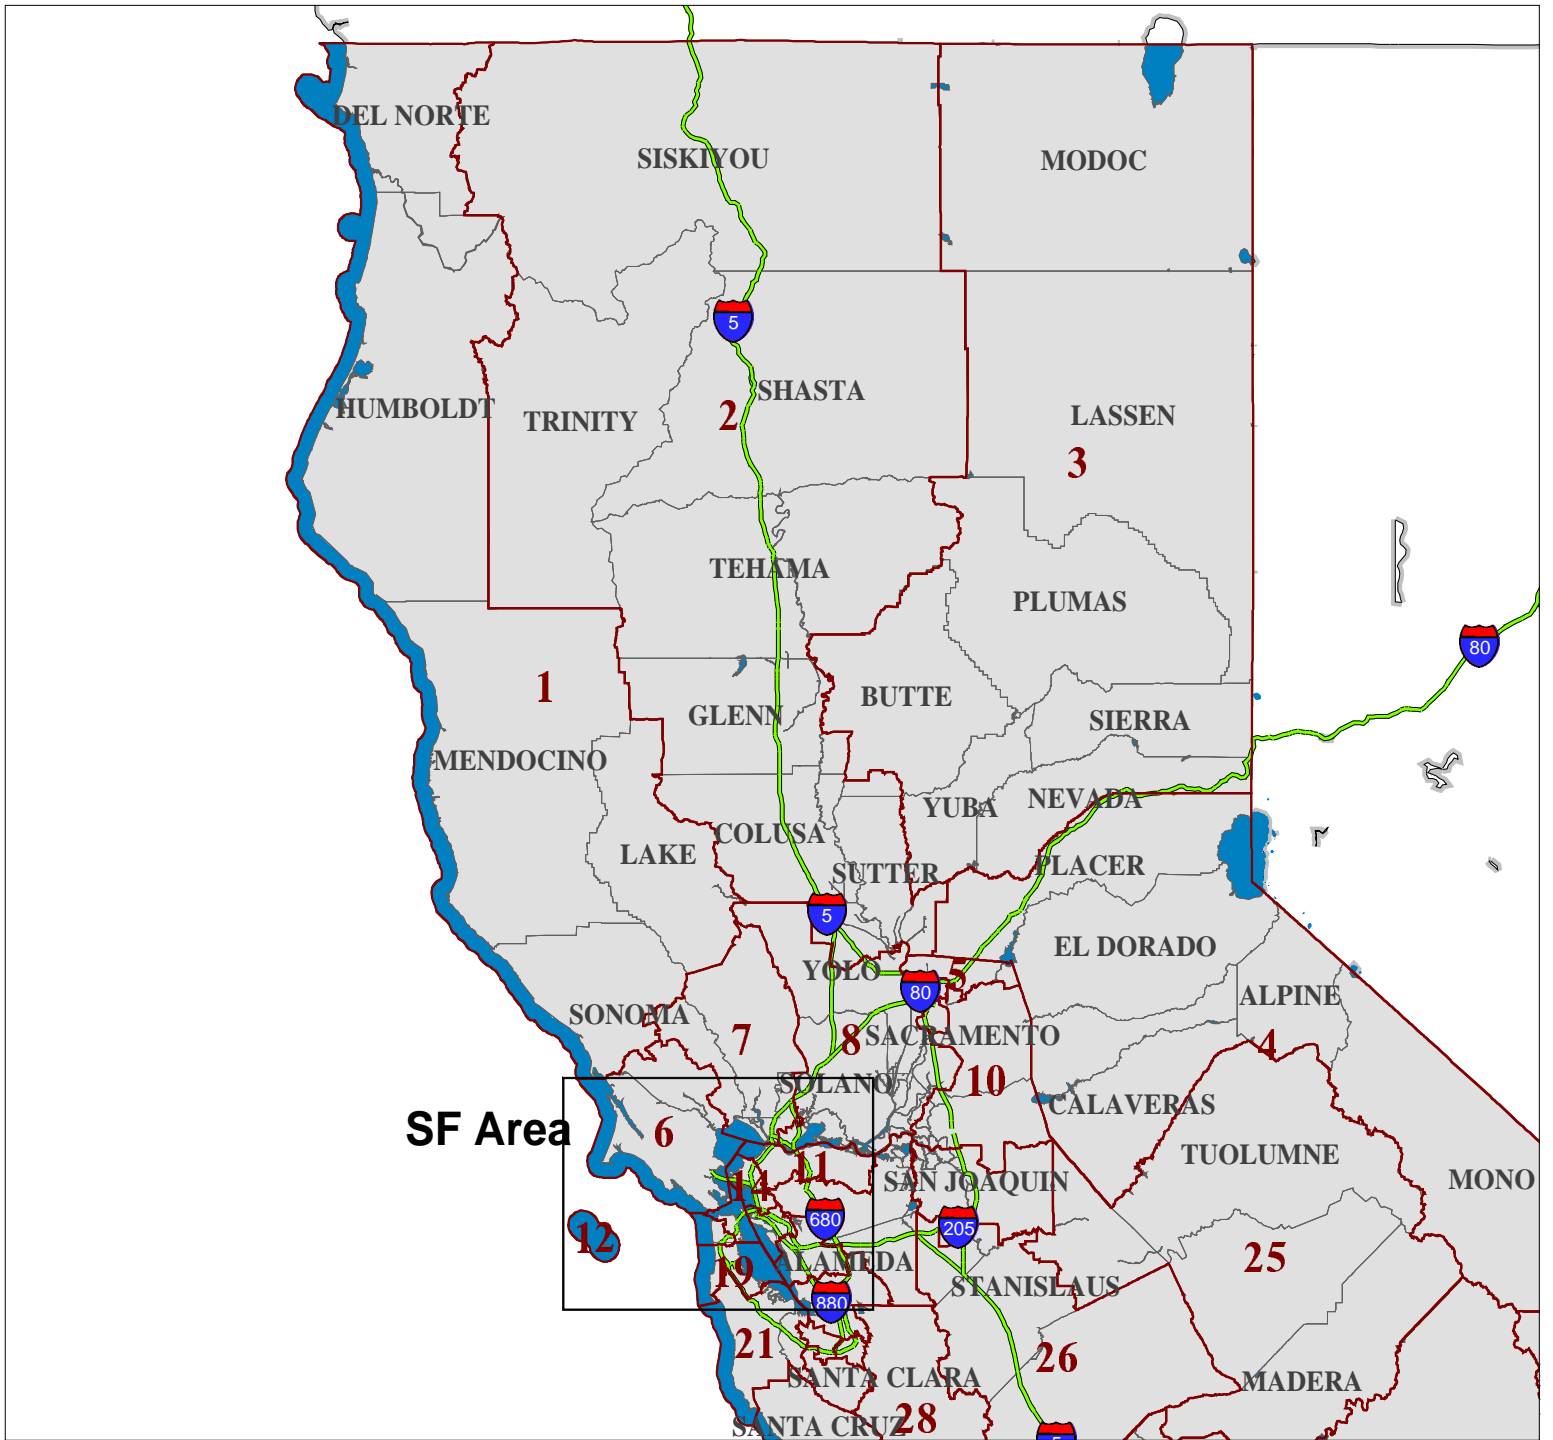 DEL NORTE
SISKIYOU
MODOC
5
SHASTA
HUMBOLDT
TRINITY
2
LASSEN
3
TEHAMA
PLUMAS
80
1
BUTTE
GLENN
SIERRA
MENDOCINO
YUBA
NEVADA
COLUSA
LAKE
SUTTER
PLACER
5
EL DORADO
YOLO
5
80
ALPINE
SONOMA
7
8
SACRAMENTO
4
10
SOLANO
CALAVERAS
SF Area
6
TUOLUMNE
11
14
SAN JOAQUIN
MONO
680
205
12
19
ALAMEDA
25
STANISLAUS
880
21
26
SANTA CLARA
MADERA
28
SANTA CRUZ
5